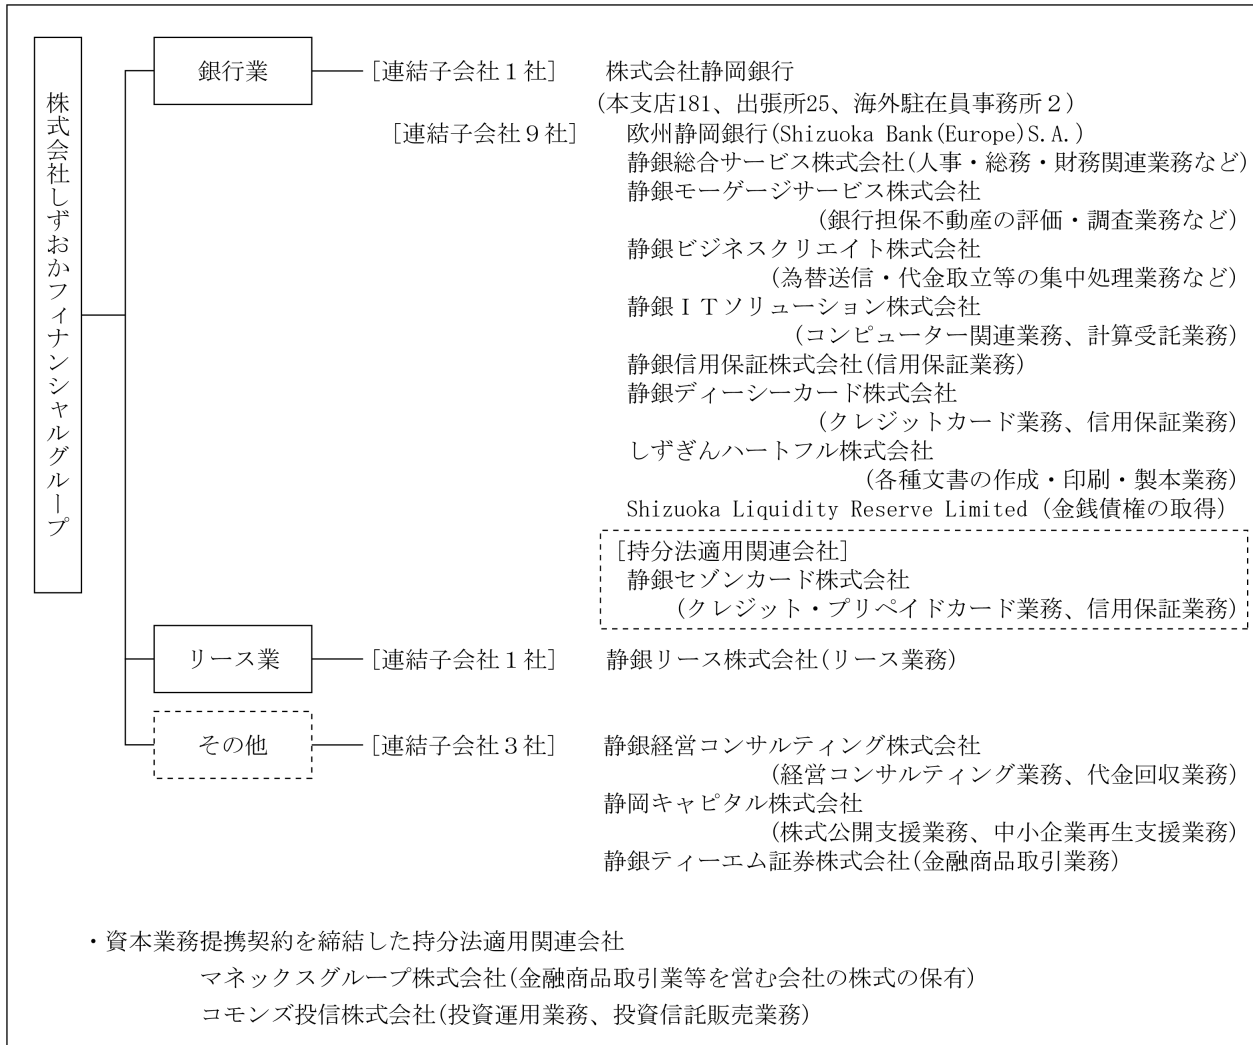 株式会社しずおかフィナンシャルグループ
銀行業
[連結子会社１社] 株式会社静岡銀行
(本支店181、出張所25、海外駐在員事務所２)
[連結子会社９社] 欧州静岡銀行(Shizuoka Bank(Europe)S.A.)
静銀総合サービス株式会社(人事・総務・財務関連業務など)
静銀モーゲージサービス株式会社
(銀行担保不動産の評価・調査業務など)
静銀ビジネスクリエイト株式会社
(為替送信・代金取立等の集中処理業務など)
静銀ＩＴソリューション株式会社
(コンピューター関連業務、計算受託業務)
静銀信用保証株式会社(信用保証業務)
静銀ディーシーカード株式会社
(クレジットカード業務、信用保証業務)
しずぎんハートフル株式会社
(各種文書の作成・印刷・製本業務)
Shizuoka Liquidity Reserve Limited (金銭債権の取得)
[持分法適用関連会社]
静銀セゾンカード株式会社
(クレジット・プリペイドカード業務、信用保証業務)
リース業 [連結子会社１社] 静銀リース株式会社(リース業務)
その他 [連結子会社３社] 静銀経営コンサルティング株式会社
(経営コンサルティング業務、代金回収業務)
静岡キャピタル株式会社
(株式公開支援業務、中小企業再生支援業務)
静銀ティーエム証券株式会社(金融商品取引業務)
・資本業務提携契約を締結した持分法適用関連会社
マネックスグループ株式会社(金融商品取引業等を営む会社の株式の保有)
コモンズ投信株式会社(投資運用業務、投資信託販売業務)